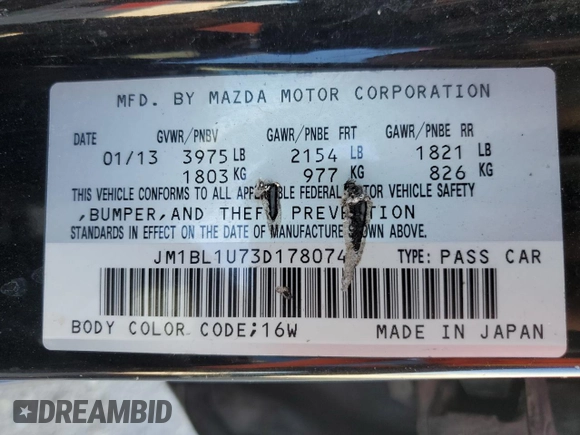 MFD. BY MAZDA MOTOR CORPORATION
DATE GVWR/PNBV GAWR/PNBE FRT GAWR/PNBE RR
01/13 3975 LB 2154 LB 1821 LB
1803 KG 977 KG 826 KG
THIS VEHICLE CONFORMS TO ALL APPLICABLE FEDERAL MOTOR VEHICLE SAFETY
,BUMPER,AND THEFT PREVENTION
STANDARDS IN EFFECT ON THE DATE OF MANUFACTURE SHOWN ABOVE.
JM1BL1U73D178074 TYPE: PASS CAR
BODY COLOR CODE;16W MADE IN JAPAN
DREAMBID